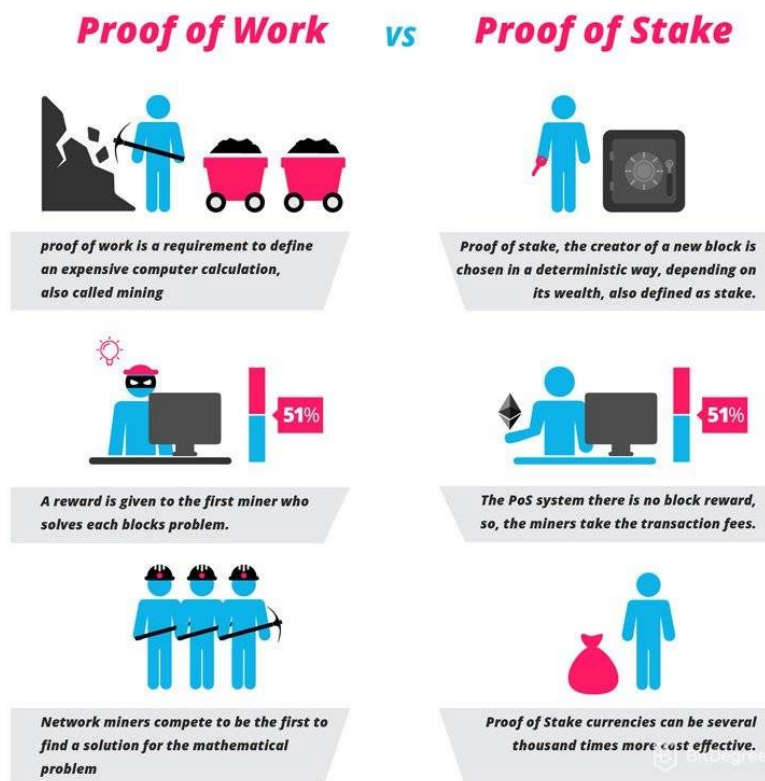 Proof of Work vs Proof of Stake
proof of work is a requirement to define
an expensive computer calculation,
also called mining
Proof of stake, the creator of a new block is
chosen in a deterministic way, depending on
its wealth, also defined as stake.
51%
51%
A reward is given to the first miner who
solves each blocks problem.
The PoS system there is no block reward,
so, the miners take the transaction fees.
Network miners compete to be the first to
find a solution for the mathematical
problem
Proof of Stake currencies can be several
thousand times more cost effective.
BitDegree